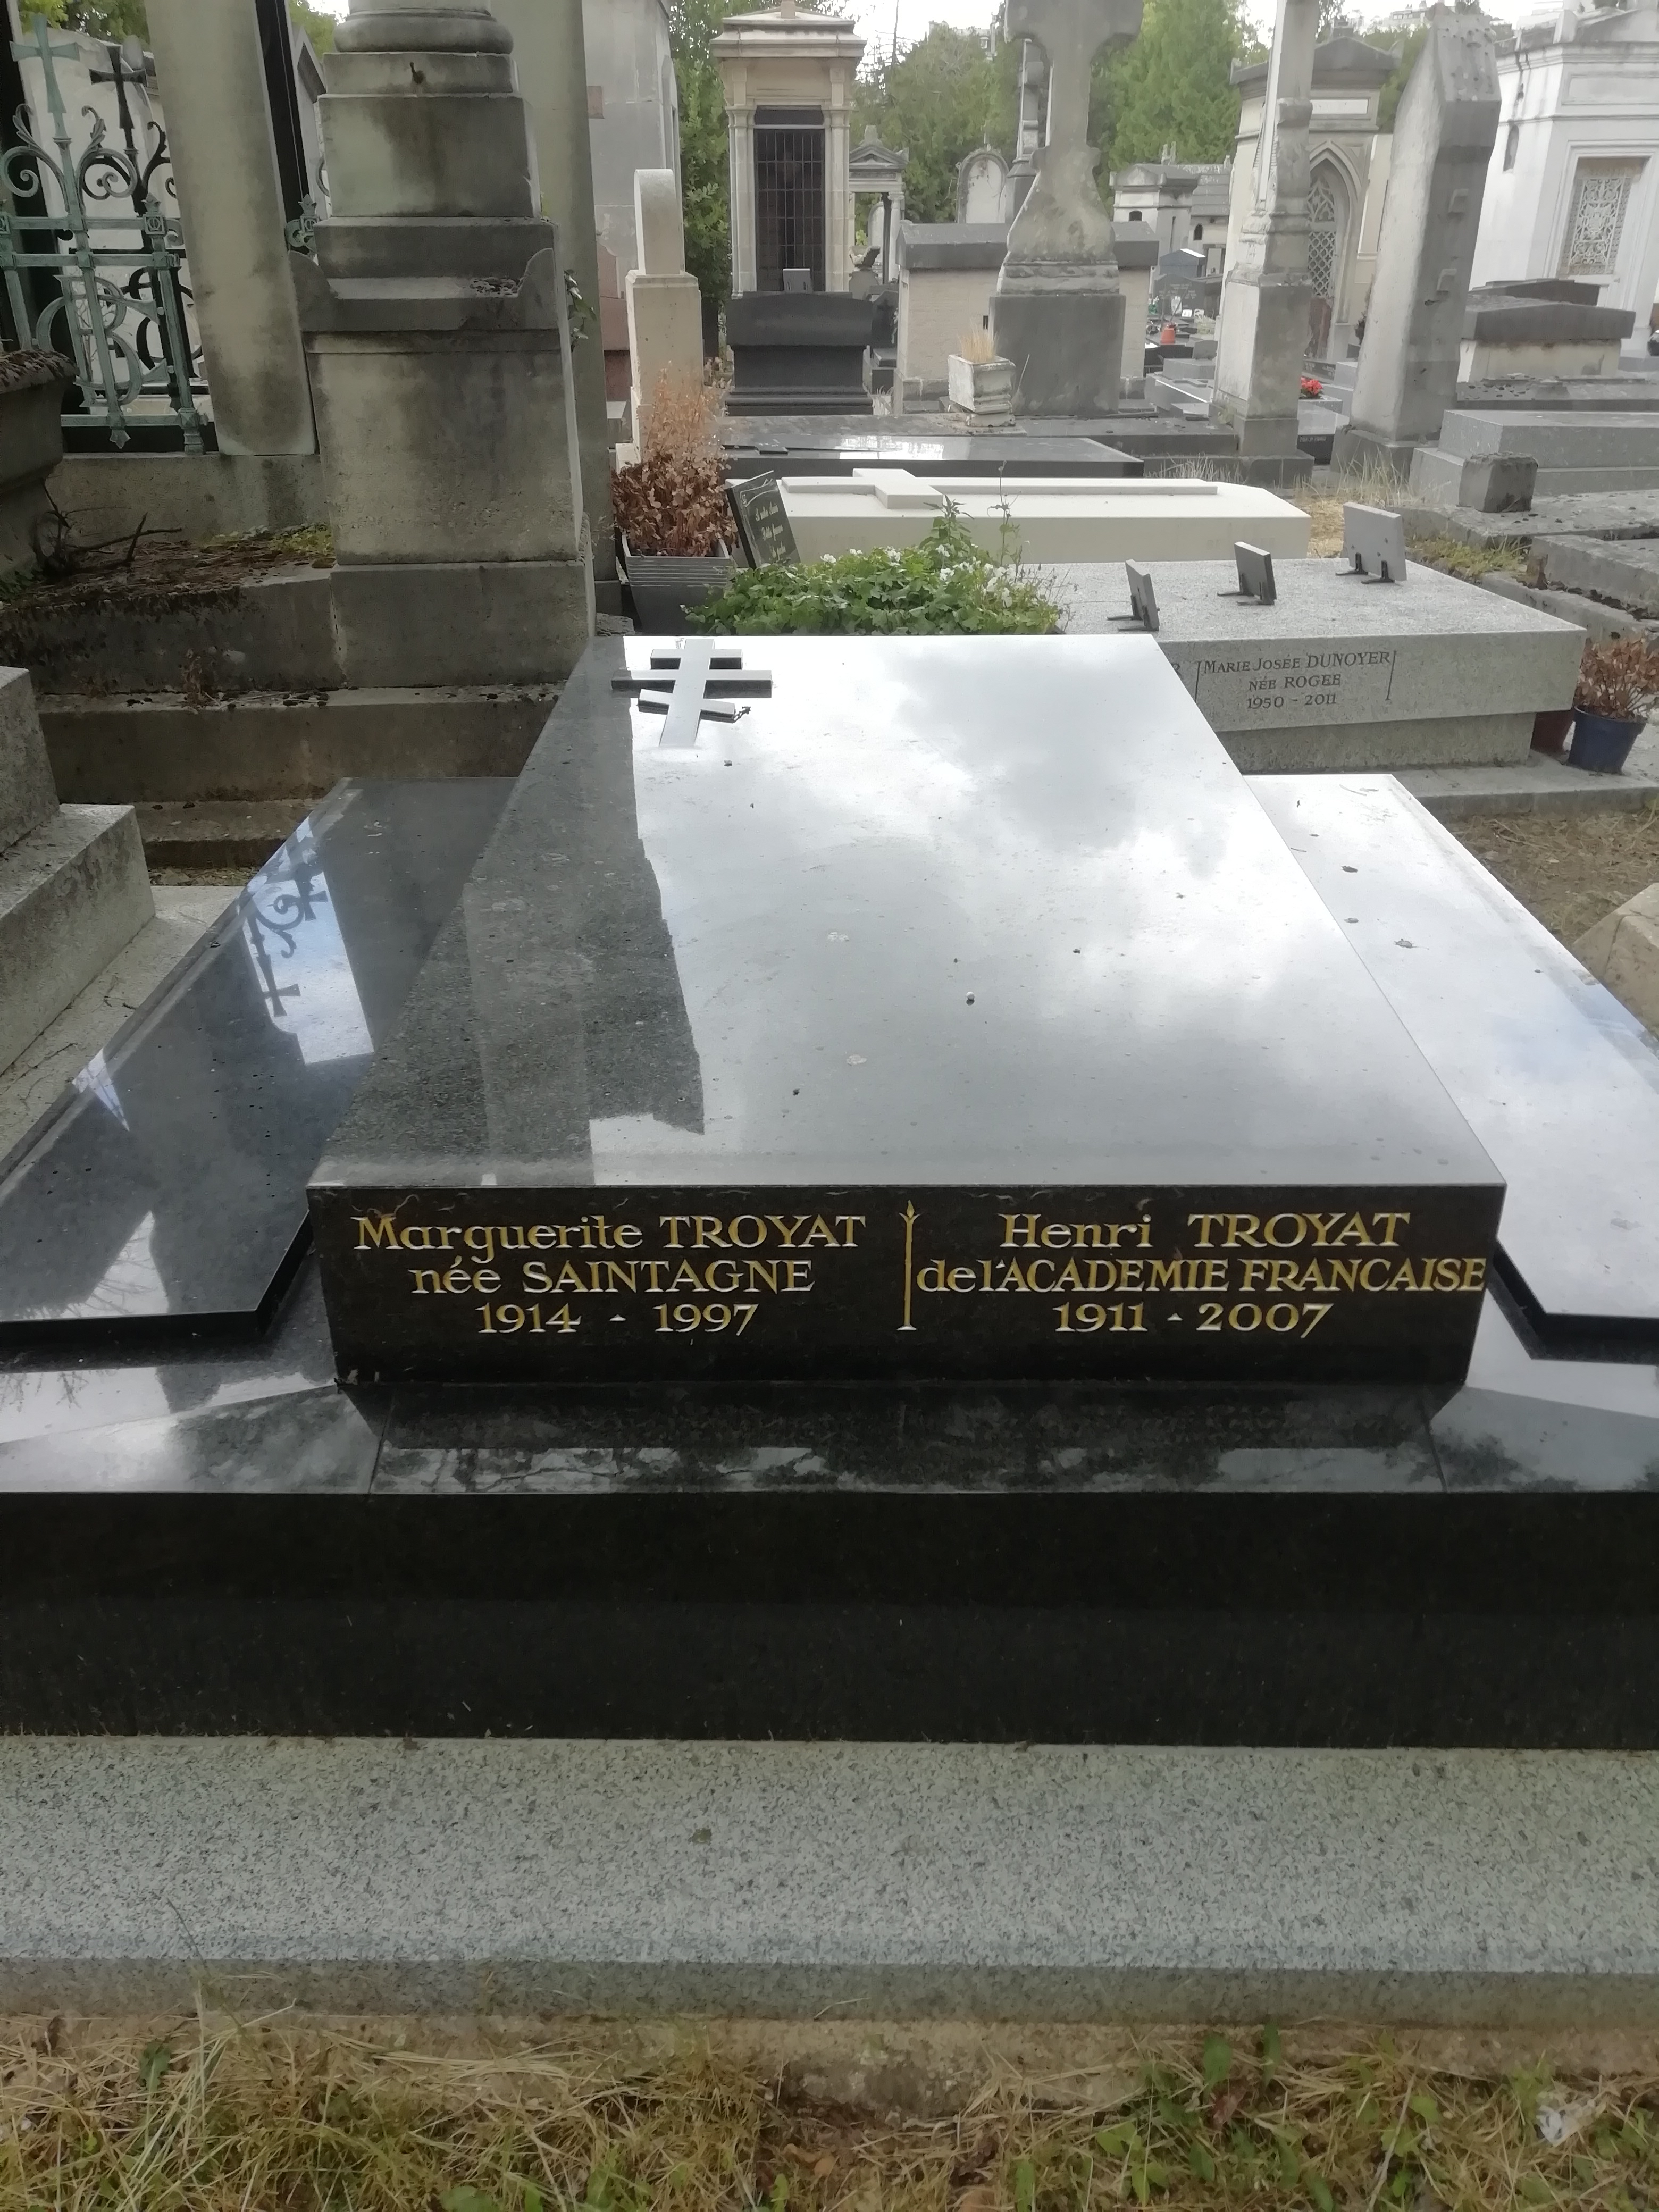 MARIE JOSÉE DUNOYER
NÉE ROGEE
1950 - 2011
Marguerite TROYAT
née SAINTAGNE
1914 - 1997
Henri TROYAT
de l'ACADEMIE FRANCAISE
1911 - 2007